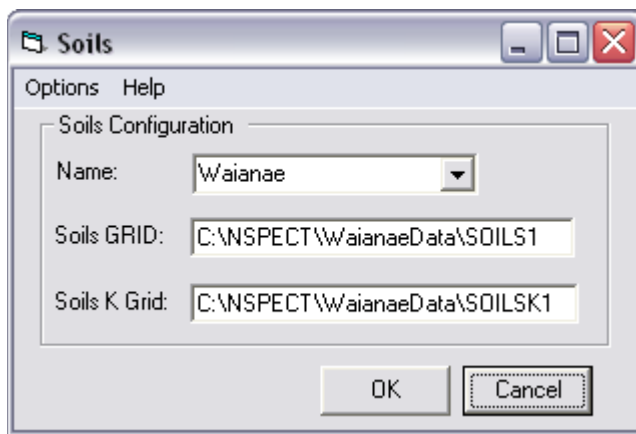 Soils
Options Help
Soils Configuration
Name: Waianae
Soils GRID: C:\NSPECT\WaianaeData\SOILS1
Soils K Grid: C:\NSPECT\WaianaeData\SOILSK1
OK Cancel